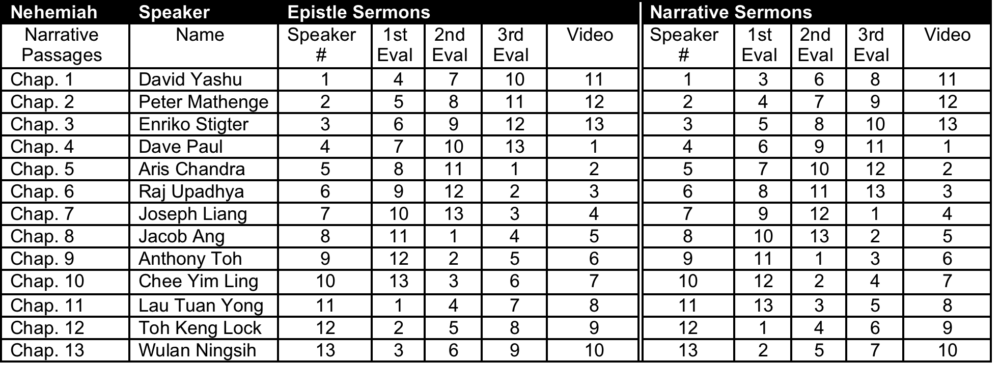 Nehemiah Speaker Epistle Sermons Narrative Sermons
Narrative Name Speaker 1st 2nd 3rd Video Speaker 1st 2nd 3rd Video
Passages # Eval Eval Eval # Eval Eval Eval
Chap. 1 David Yashu 1 4 7 10 11 1 3 6 8 11
Chap. 2 Peter Mathenge 2 5 8 11 12 2 4 7 9 12
Chap. 3 Enriko Stigter 3 6 9 12 13 3 5 8 10 13
Chap. 4 Dave Paul 4 7 10 13 1 4 6 9 11 1
Chap. 5 Aris Chandra 5 8 11 1 2 5 7 10 12 2
Chap. 6 Raj Upadhya 6 9 12 2 3 6 8 11 13 3
Chap. 7 Joseph Liang 7 10 13 3 4 7 9 12 1 4
Chap. 8 Jacob Ang 8 11 1 4 5 8 10 13 2 5
Chap. 9 Anthony Toh 9 12 2 5 6 9 11 1 3 6
Chap. 10 Chee Yim Ling 10 13 3 6 7 10 12 2 4 7
Chap. 11 Lau Tuan Yong 11 1 4 7 8 11 13 3 5 8
Chap. 12 Toh Keng Lock 12 2 5 8 9 12 1 4 6 9
Chap. 13 Wulan Ningsih 13 3 6 9 10 13 2 5 7 10